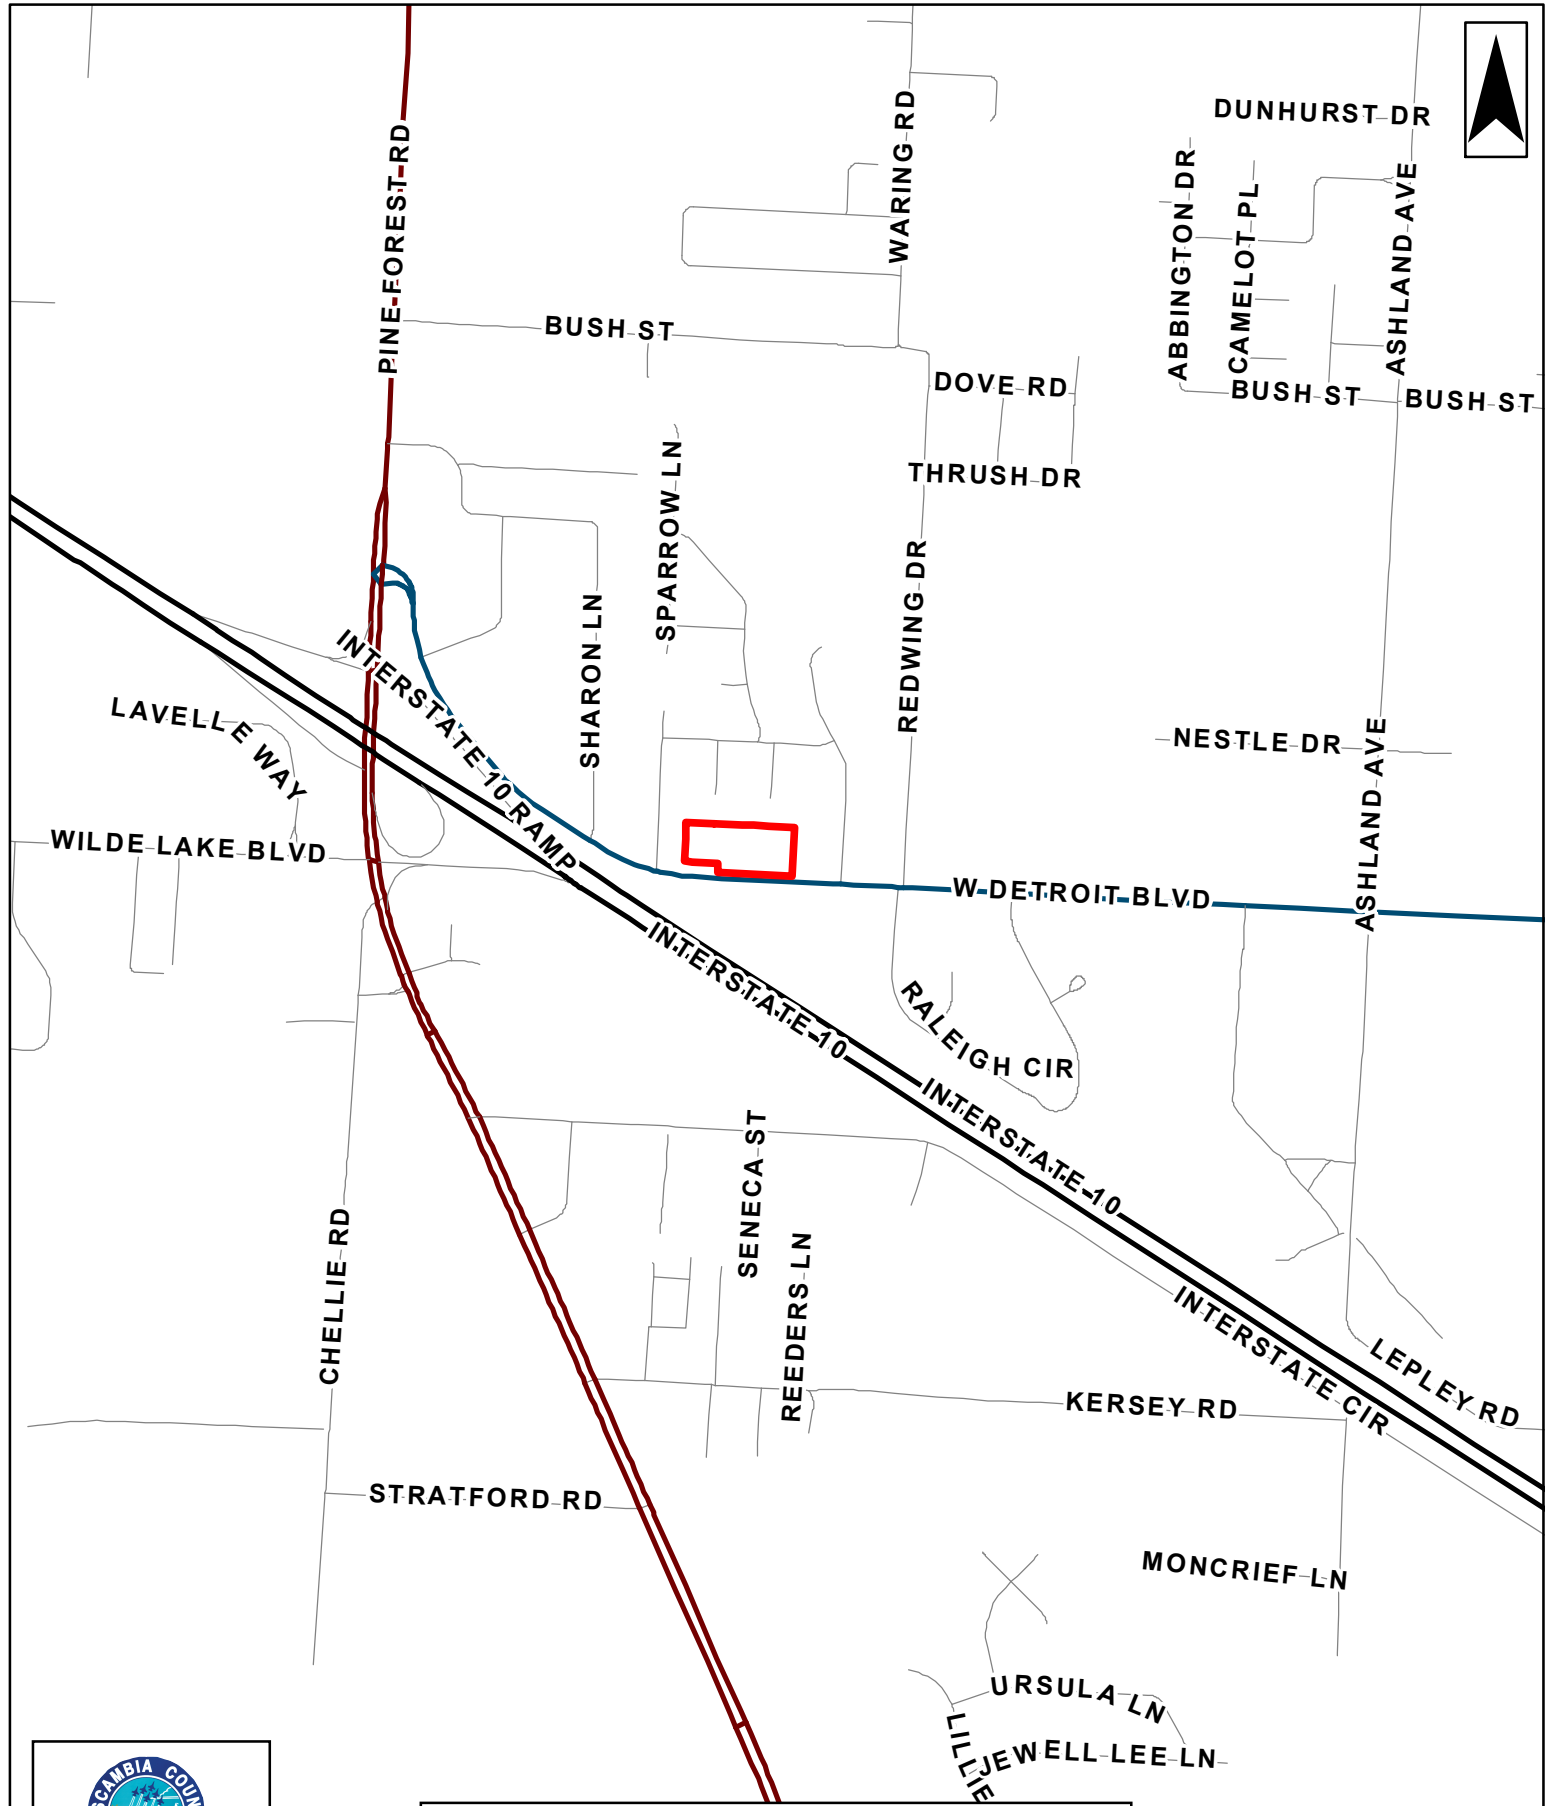 DUNHURST DR
WARING RD
PINE FOREST RD
ABBINGTON DR
CAMELOT PL
ASHLAND AVE
BUSH ST
DOVE RD
BUSH ST
BUSH ST
THRUSH DR
SPARROW LN
REDWING DR
SHARON LN
INTERSTATE 10 RAMP
LAVELLE WAY
NESTLE DR
ASHLAND AVE
WILDE LAKE BLVD
W DETROIT BLVD
INTERSTATE 10
RALEIGH CIR
INTERSTATE 10
SENECA ST
CHELLIE RD
REEDERS LN
INTERSTATE CIR
LEPLEY RD
KERSEY RD
STRATFORD RD
MONCRIEF LN
URSULA LN
LILLIE
JEWELL LEE LN
SCAMBIA COUN